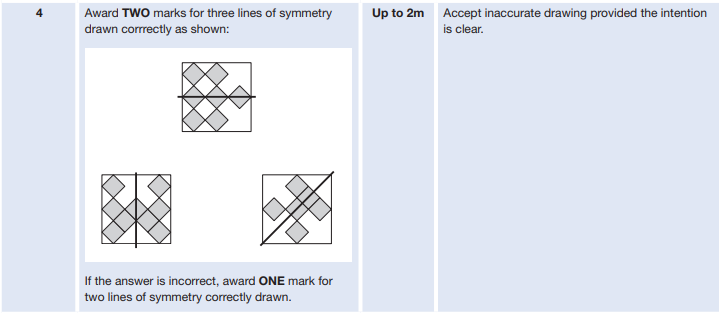 4
Award TWO marks for three lines of symmetry
drawn corrrectly as shown:
Up to 2m
Accept inaccurate drawing provided the intention
is clear.
If the answer is incorrect, award ONE mark for
two lines of symmetry correctly drawn.